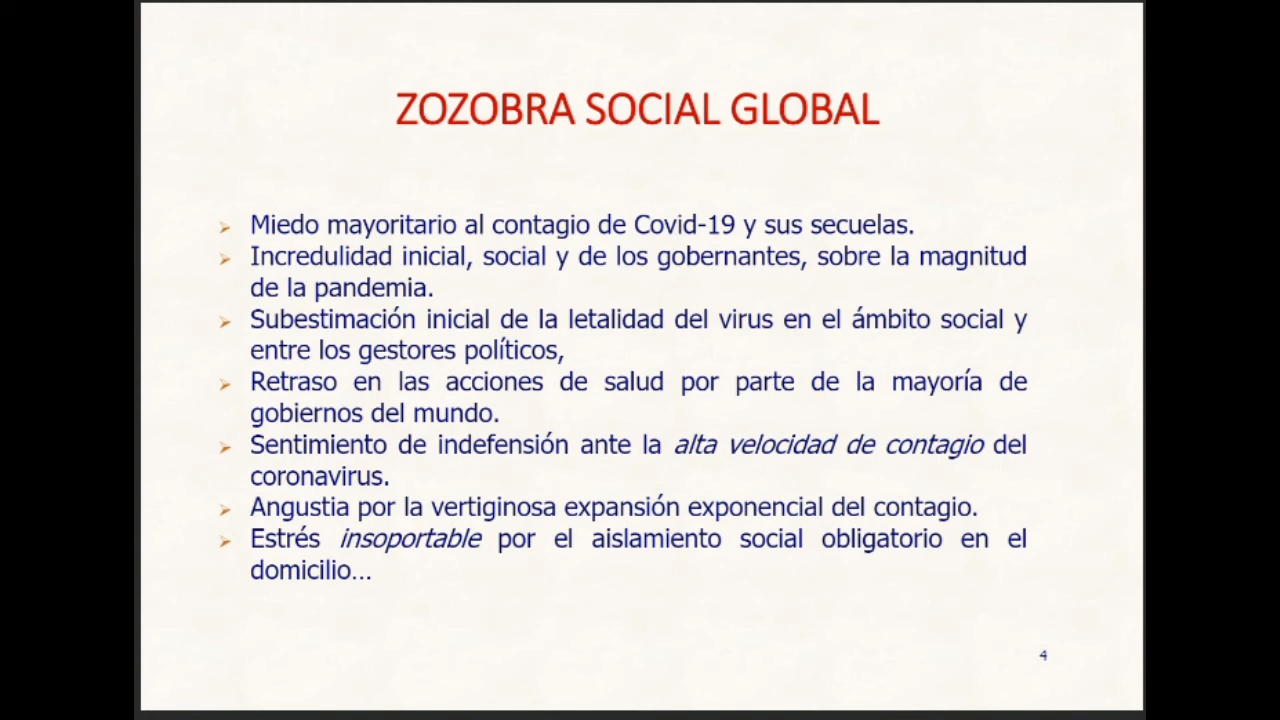 ZOZOBRA SOCIAL GLOBAL
Miedo mayoritario al contagio de Covid-19 y sus secuelas.
Incredulidad inicial, social y de los gobernantes, sobre la magnitud
de la pandemia.
Subestimación inicial de la letalidad del virus en el ámbito social y
entre los gestores políticos,
Retraso en las acciones de salud por parte de la mayoría de
gobiernos del mundo.
Sentimiento de indefensión ante la alta velocidad de contagio del
coronavirus.
Angustia por la vertiginosa expansión exponencial del contagio.
Estrés insoportable por el aislamiento social obligatorio en el
domicilio...
4